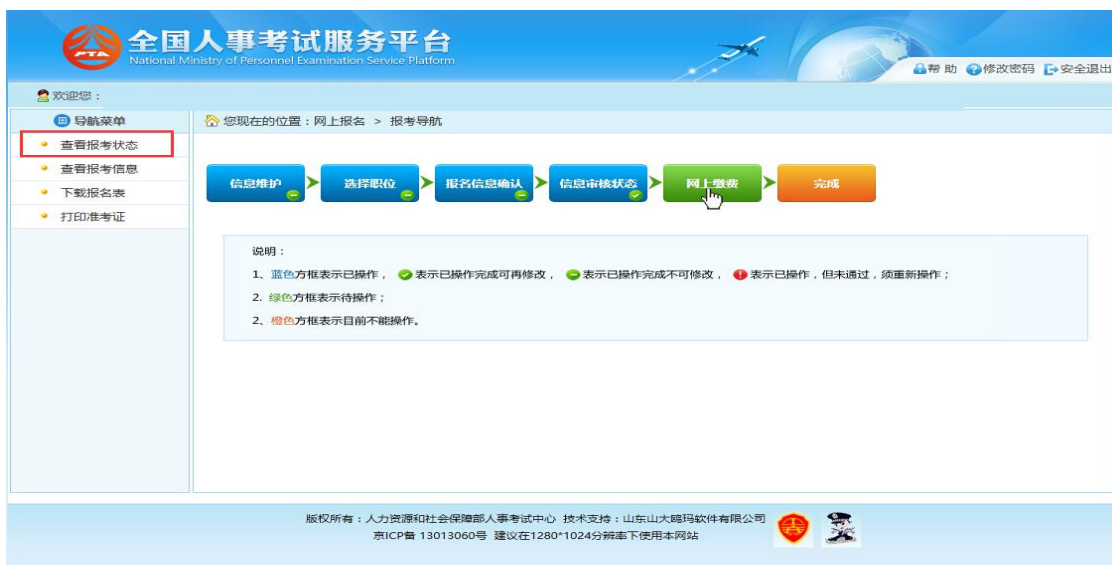 PTA
全国人事考试服务平台
National Ministry of Personnel Examination Service Platform
帮 助 修改密码 安全退出
欢迎您：
导航菜单
您现在的位置：网上报名 > 报考导航
查看报考状态
查看报考信息
下载报名表
打印准考证
信息维护 选择职位 报名信息确认 信息审核状态 网上缴费 完成
说明：
1、蓝色方框表示已操作， 表示已操作完成可再修改， 表示已操作完成不可修改， 表示已操作，但未通过，须重新操作；
2. 绿色方框表示待操作；
2、橙色方框表示目前不能操作。
版权所有：人力资源和社会保障部人事考试中心 技术支持：山东山大鸥玛软件有限公司
京ICP备 13013060号 建议在1280*1024分辨率下使用本网站